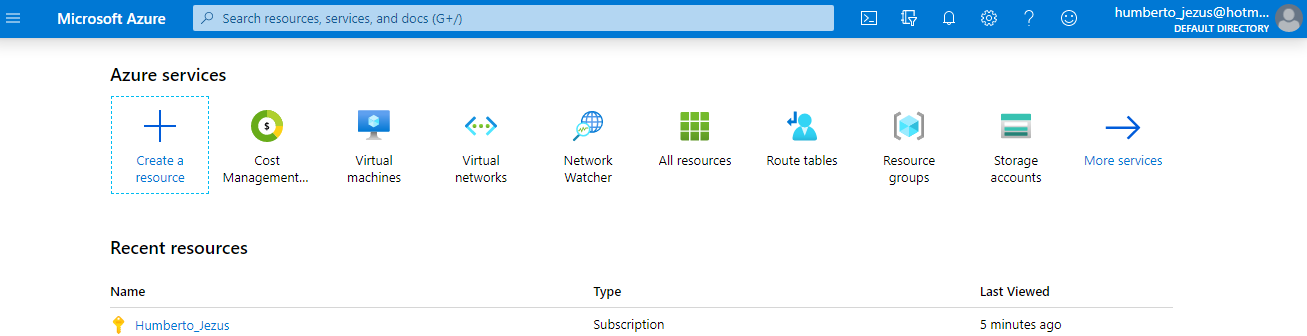 Microsoft Azure
Search resources, services, and docs (G+/)
humberto_jezus@hotm...
DEFAULT DIRECTORY
Azure services
Create a
resource
Cost
Management...
Virtual
machines
Virtual
networks
Network
Watcher
All resources
Route tables
Resource
groups
Storage
accounts
More services
Recent resources
Name Type Last Viewed
Humberto_Jezus Subscription 5 minutes ago